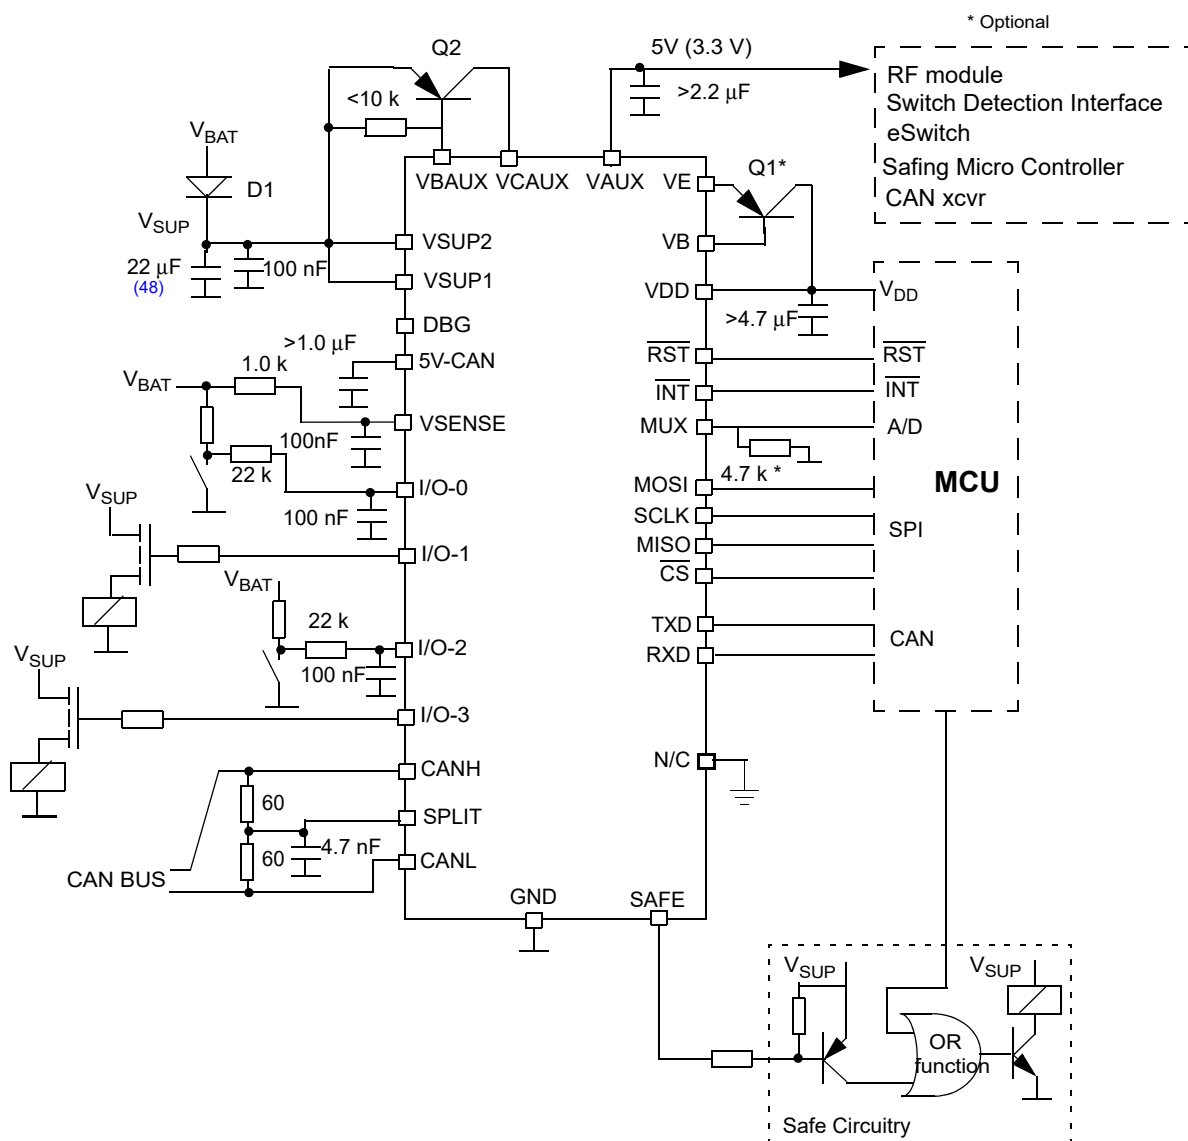 * Optional
Q2
5V (3.3 V)
RF module
Switch Detection Interface
eSwitch
Safing Micro Controller
CAN xcvr
<10 k
>2.2 μF
VBAT
D1
VSUP
22 μF
(48)
100 nF
VBAUX
VCAUX
VAUX
VE
Q1*
VB
VSUP2
VSUP1
VDD
VDD
>4.7 μF
DBG
>1.0 μF
5V-CAN
RST
RST
INT
INT
VBAT
1.0 k
VSENSE
100nF
MUX
A/D
4.7 k *
22 k
I/O-0
100 nF
MOSI
SCLK
MISO
CS
SPI
MCU
VSUP
I/O-1
VBAT
22 k
I/O-2
100 nF
TXD
RXD
CAN
VSUP
I/O-3
N/C
CANH
60
SPLIT
4.7 nF
60
CANL
CAN BUS
GND
SAFE
VSUP
VSUP
OR
function
Safe Circuitry